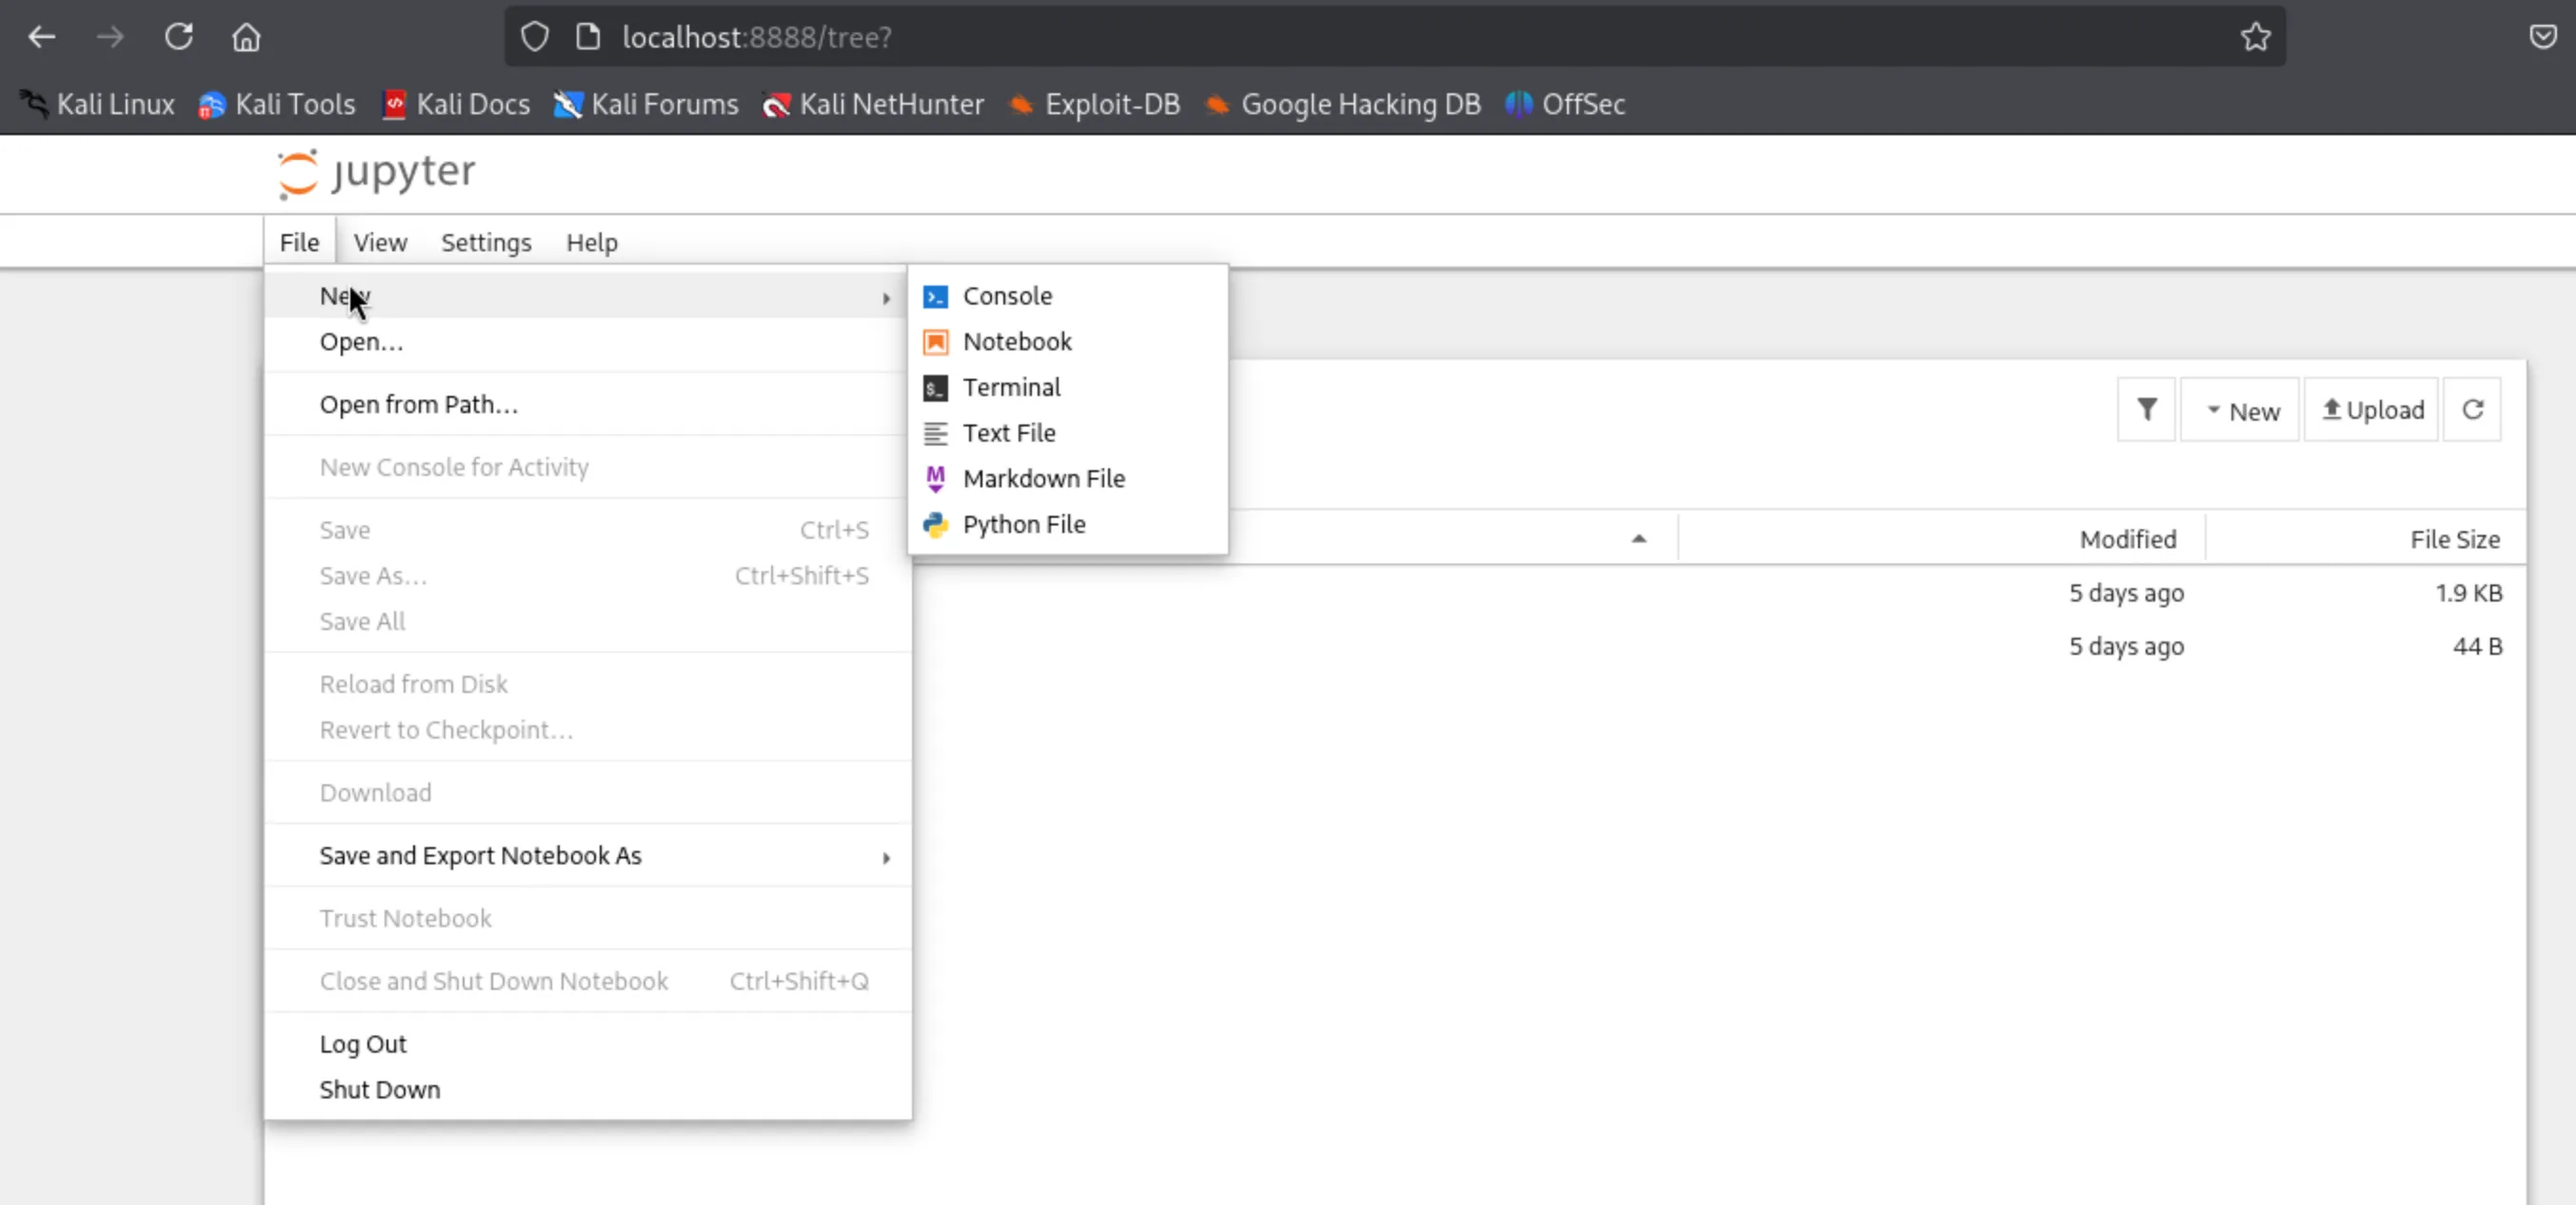 localhost:8888/tree?
Kali Linux Kali Tools Kali Docs Kali Forums Kali NetHunter Exploit-DB Google Hacking DB OffSec
jupyter
File View Settings Help
New
Open…
Open from Path…
New Console for Activity
Save Ctrl+S
Save As… Ctrl+Shift+S
Save All
Reload from Disk
Revert to Checkpoint…
Download
Save and Export Notebook As
Trust Notebook
Close and Shut Down Notebook Ctrl+Shift+Q
Log Out
Shut Down
Console
Notebook
Terminal
Text File
Markdown File
Python File
New Upload
Modified File Size
5 days ago 1.9 KB
5 days ago 44 B